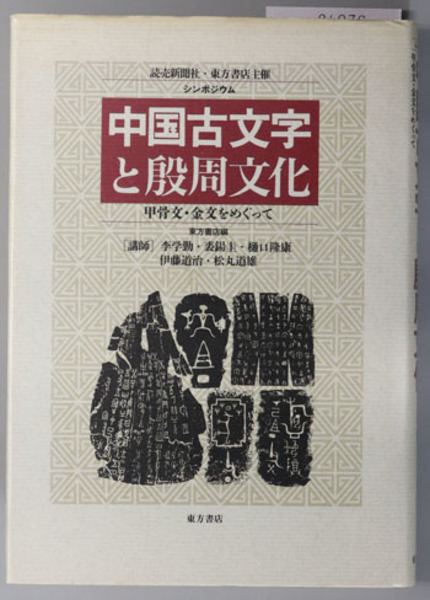 読売新聞社・東方書店主催
シンポジウム
中国古文字
と殷周文化
甲骨文・金文をめぐって
東方書店編
［講師］李学勤・裘錫圭・樋口隆康
伊藤道治・松丸道雄
東方書店